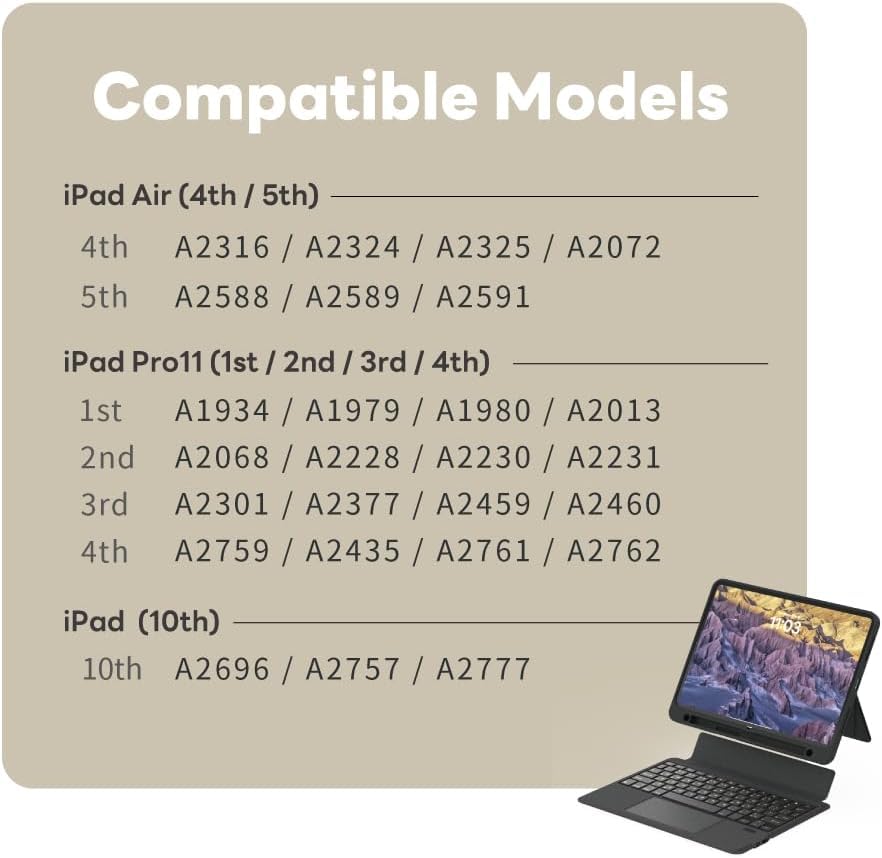 Compatible Models
iPad Air (4th / 5th)
4th A2316 / A2324 / A2325 / A2072
5th A2588 / A2589 / A2591
iPad Pro11 (1st / 2nd / 3rd / 4th)
1st A1934 / A1979 / A1980 / A2013
2nd A2068 / A2228 / A2230 / A2231
3rd A2301 / A2377 / A2459 / A2460
4th A2759 / A2435 / A2761 / A2762
iPad (10th)
10th A2696 / A2757 / A2777
11:03